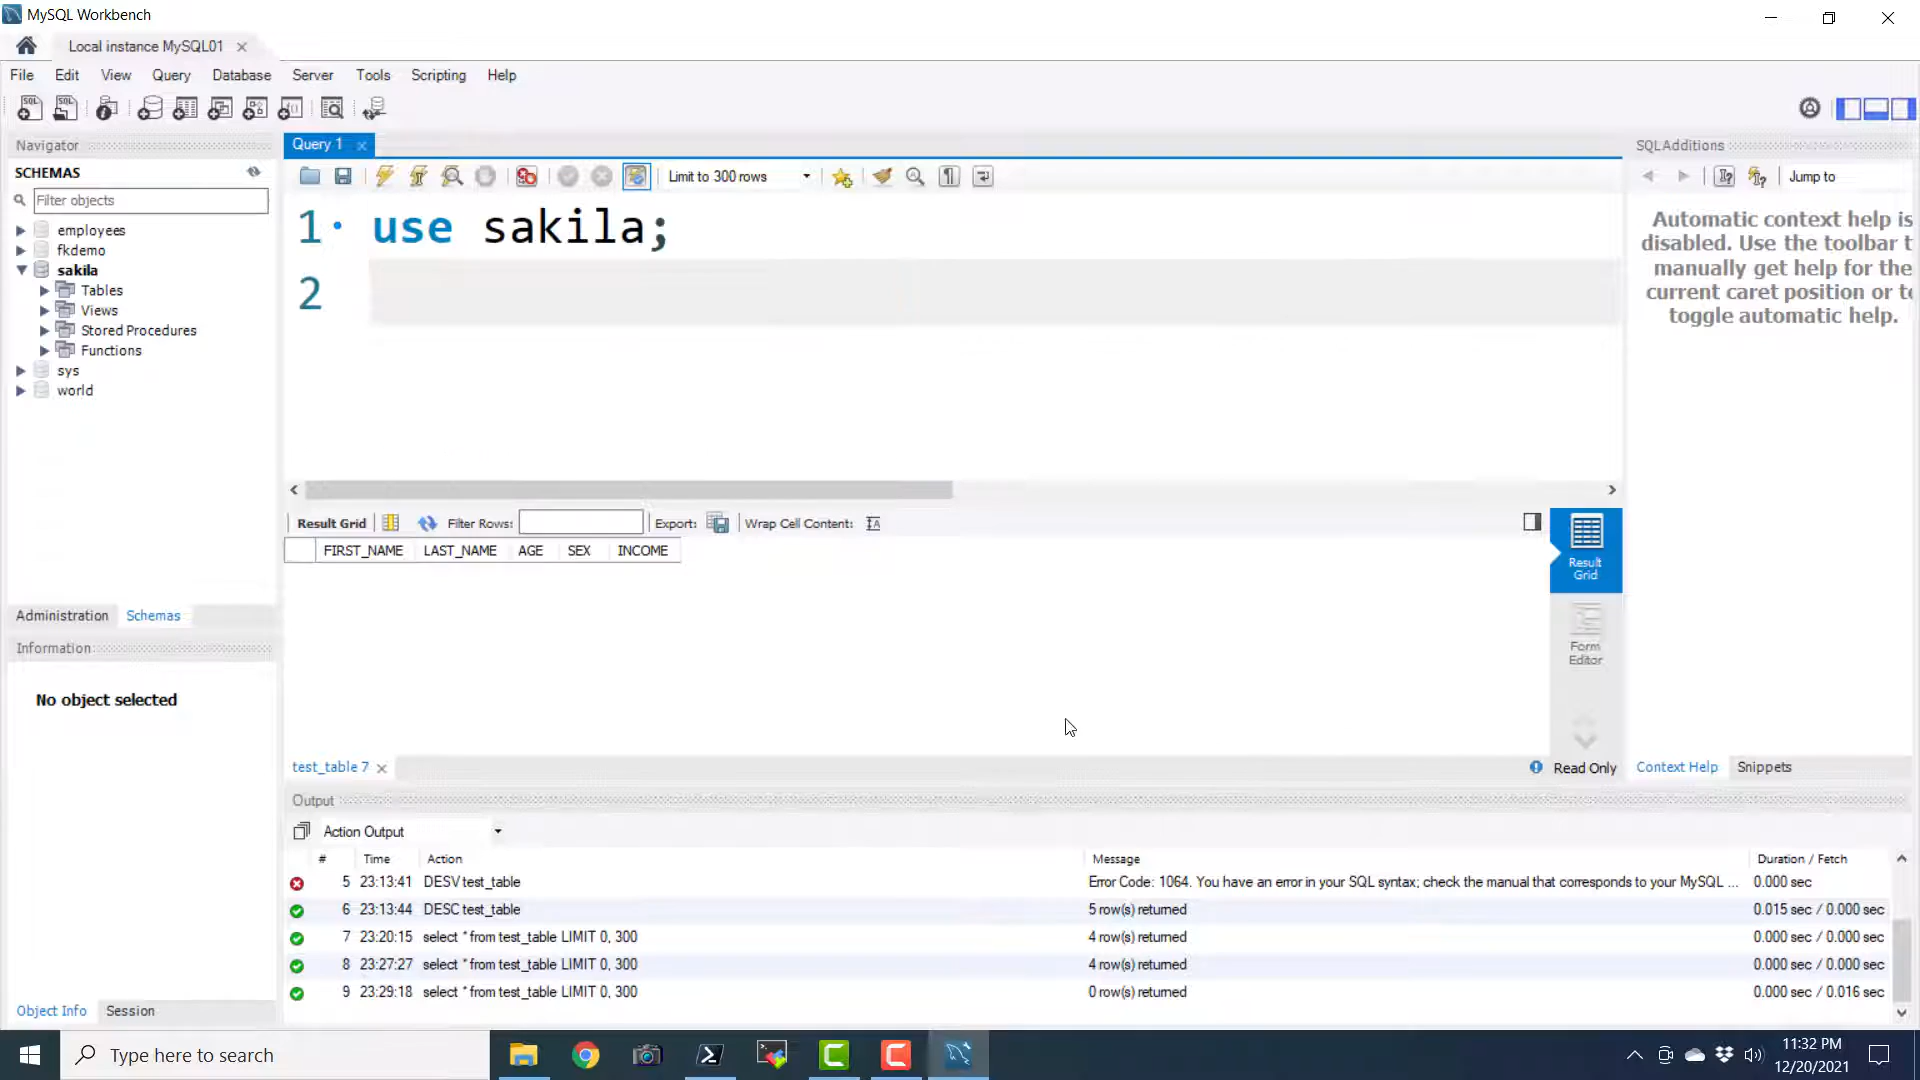 MySQL Workbench
Local instance MySQL01
File Edit View Query Database Server Tools Scripting Help
Navigator
SCHEMAS
Filter objects
employees
fkdemo
sakila
Tables
Views
Stored Procedures
Functions
sys
world
Administration Schemas
Information
No object selected
Object Info Session
Query 1
Limit to 300 rows
1 use sakila;
2
Result Grid Filter Rows: Export: Wrap Cell Content:
FIRST_NAME LAST_NAME AGE SEX INCOME
Result
Grid
Form
Editor
test_table 7
Read Only
SQLAdditions
Jump to
Automatic context help is
disabled. Use the toolbar t
manually get help for the
current caret position or to
toggle automatic help.
Context Help Snippets
Output
Action Output
# Time Action Message Duration / Fetch
5 23:13:41 DESV test_table Error Code: 1064. You have an error in your SQL syntax; check the manual that corresponds to your MySQL ... 0.000 sec
6 23:13:44 DESC test_table 5 row(s) returned 0.015 sec / 0.000 sec
7 23:20:15 select * from test_table LIMIT 0, 300 4 row(s) returned 0.000 sec / 0.000 sec
8 23:27:27 select * from test_table LIMIT 0, 300 4 row(s) returned 0.000 sec / 0.000 sec
9 23:29:18 select * from test_table LIMIT 0, 300 0 row(s) returned 0.000 sec / 0.016 sec
Type here to search
11:32 PM
12/20/2021